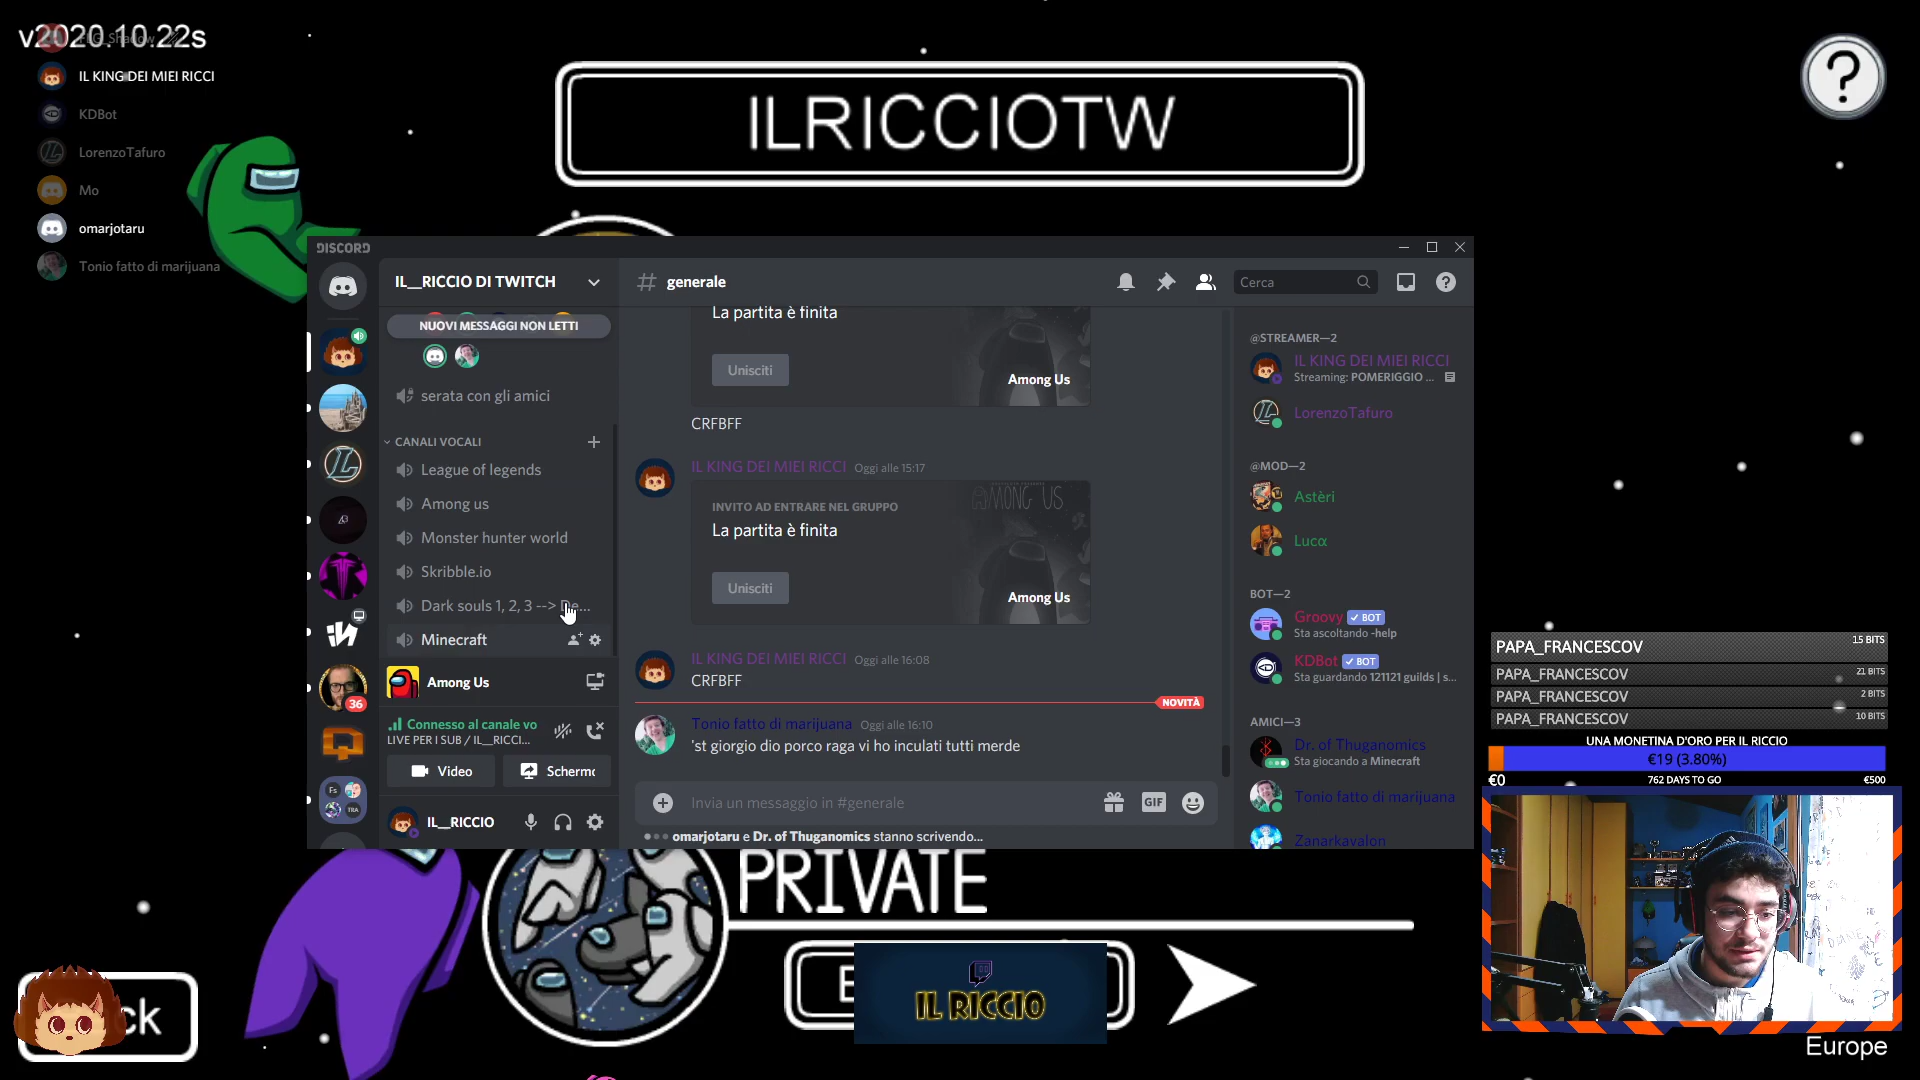 v2020.10.22s
IL KING DEI MIEI RICCI
KDBot
LorenzoTafuro
Mo
omarjotaru
Tonio fatto di marijuana
ILRICCIOTW
?
DISCORD
IL__RICCIO DI TWITCH
NUOVI MESSAGGI NON LETTI
serata con gli amici
CANALI VOCALI
League of legends
Among us
Monster hunter world
Skribble.io
Dark souls 1, 2, 3 --> De...
Minecraft
36
Among Us
Connesso al canale vo
LIVE PER I SUB / IL__RICCI...
Video
Schermo
IL__RICCIO
# generale
Cerca
La partita è finita
Unisciti
Among Us
CRFBFF
IL KING DEI MIEI RICCI Oggi alle 15:17
INVITO AD ENTRARE NEL GRUPPO
AMONG US
La partita è finita
Unisciti
Among Us
IL KING DEI MIEI RICCI Oggi alle 16:08
CRFBFF
NOVITÀ
Tonio fatto di marijuana Oggi alle 16:10
'st giorgio dio porco raga vi ho inculati tutti merde
Invia un messaggio in #generale
GIF
omarjotaru e Dr. of Thuganomics stanno scrivendo...
@STREAMER—2
IL KING DEI MIEI RICCI
Streaming: POMERIGGIO ...
LorenzoTafuro
@MOD—2
Astèri
Lucα
BOT—2
Groovy ✓ BOT
Sta ascoltando -help
KDBot ✓ BOT
Sta guardando 121121 guilds | s...
AMICI—3
Dr. of Thuganomics
Sta giocando a Minecraft
Tonio fatto di marijuana
Zanarkavalon
PRIVATE
IL RICCIO
ck
PAPA_FRANCESCOV 15 BITS
PAPA_FRANCESCOV 21 BITS
PAPA_FRANCESCOV 2 BITS
PAPA_FRANCESCOV 10 BITS
UNA MONETINA D'ORO PER IL RICCIO
€19 (3.80%)
€0 762 DAYS TO GO €500
Europe